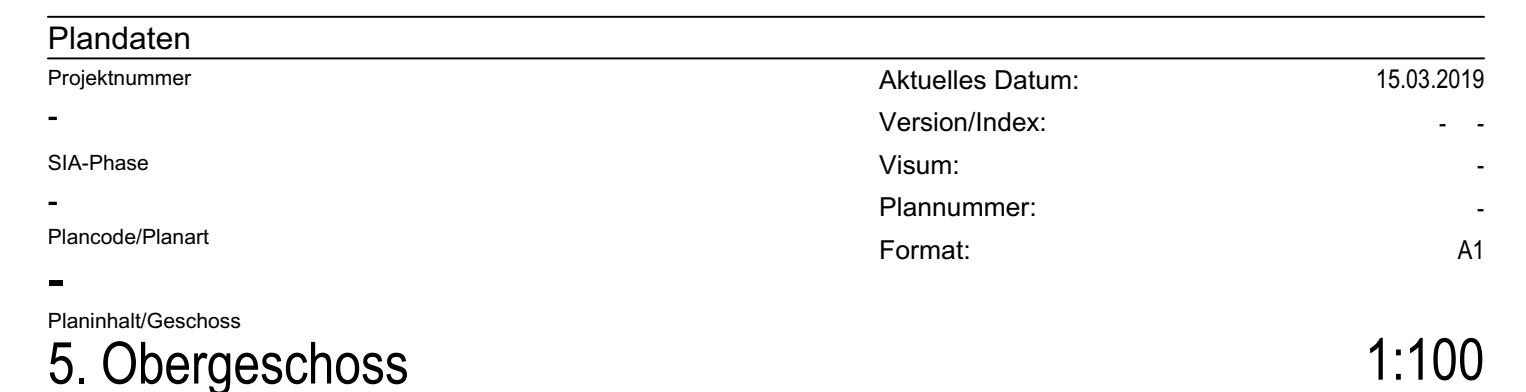 Plandaten
Projektnummer
-
SIA-Phase
-
Plancode/Planart
-
Aktuelles Datum: 15.03.2019
Version/Index: - -
Visum: -
Plannummer: -
Format: A1
Planinhalt/Geschoss
5. Obergeschoss 1:100